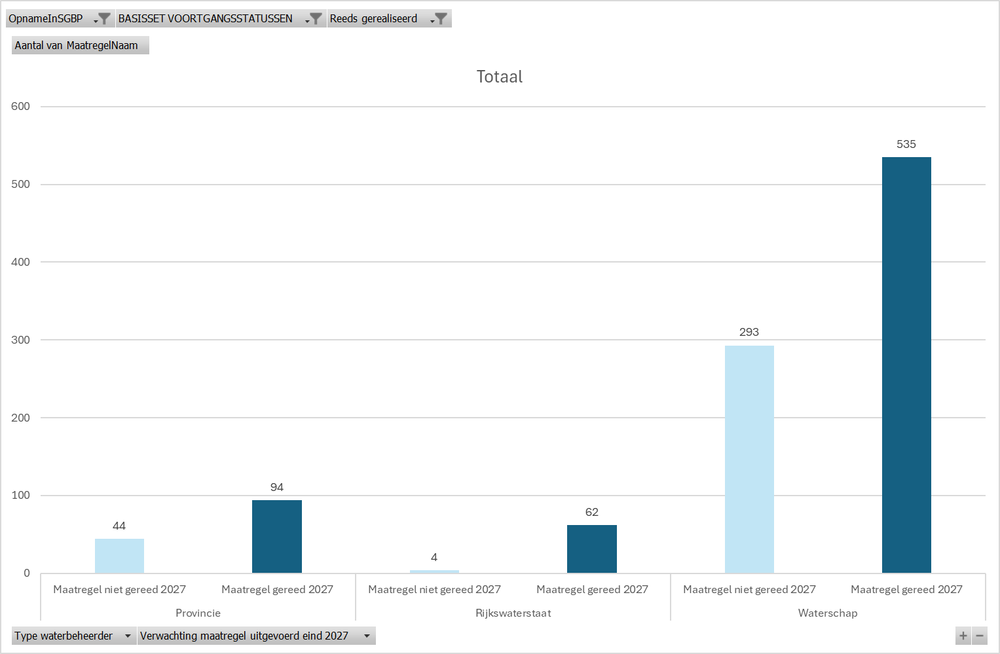 OpnameInSGBP BASISSET VOORTGANGSSTATUSSEN Reeds gerealiseerd
Aantal van MaatregelNaam
Totaal
600
500
400
300
200
100
0
535
293
94
62
44
4
Maatregel niet gereed 2027 Maatregel gereed 2027 Maatregel niet gereed 2027 Maatregel gereed 2027 Maatregel niet gereed 2027 Maatregel gereed 2027
Provincie Rijkswaterstaat Waterschap
Type waterbeheerder Verwachting maatregel uitgevoerd eind 2027